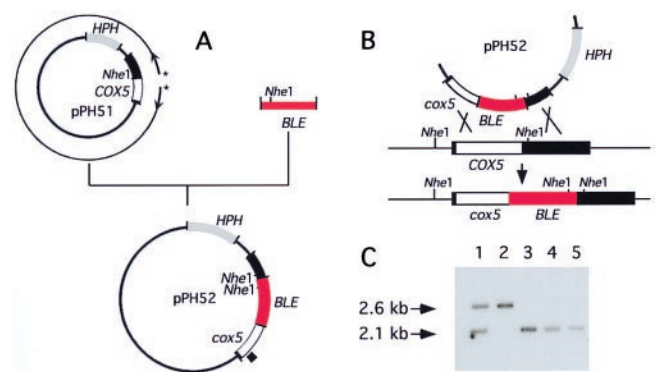 A
HPH
Nhe1
COX5
pPH51
*
*
Nhe1
BLE
HPH
Nhe1
Nhe1
pPH52
BLE
cox5
B
pPH52
HPH
cox5
BLE
Nhe1
Nhe1
COX5
Nhe1
Nhe1
Nhe1
cox5
BLE
C
1 2 3 4 5
2.6 kb
2.1 kb